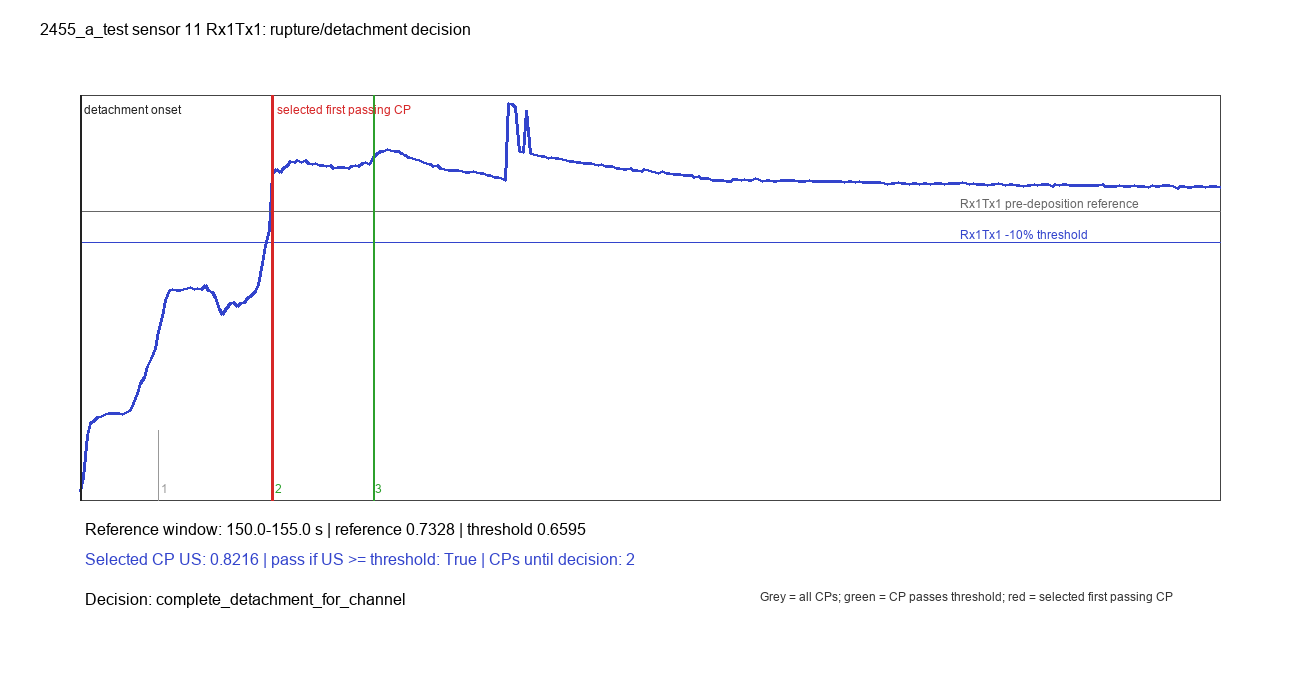 2455_a_test sensor 11 Rx1Tx1: rupture/detachment decision
detachment onset
selected first passing CP
Rx1Tx1 pre-deposition reference
Rx1Tx1 -10% threshold
1
2
3
Reference window: 150.0-155.0 s | reference 0.7328 | threshold 0.6595
Selected CP US: 0.8216 | pass if US >= threshold: True | CPs until decision: 2
Decision: complete_detachment_for_channel
Grey = all CPs; green = CP passes threshold; red = selected first passing CP